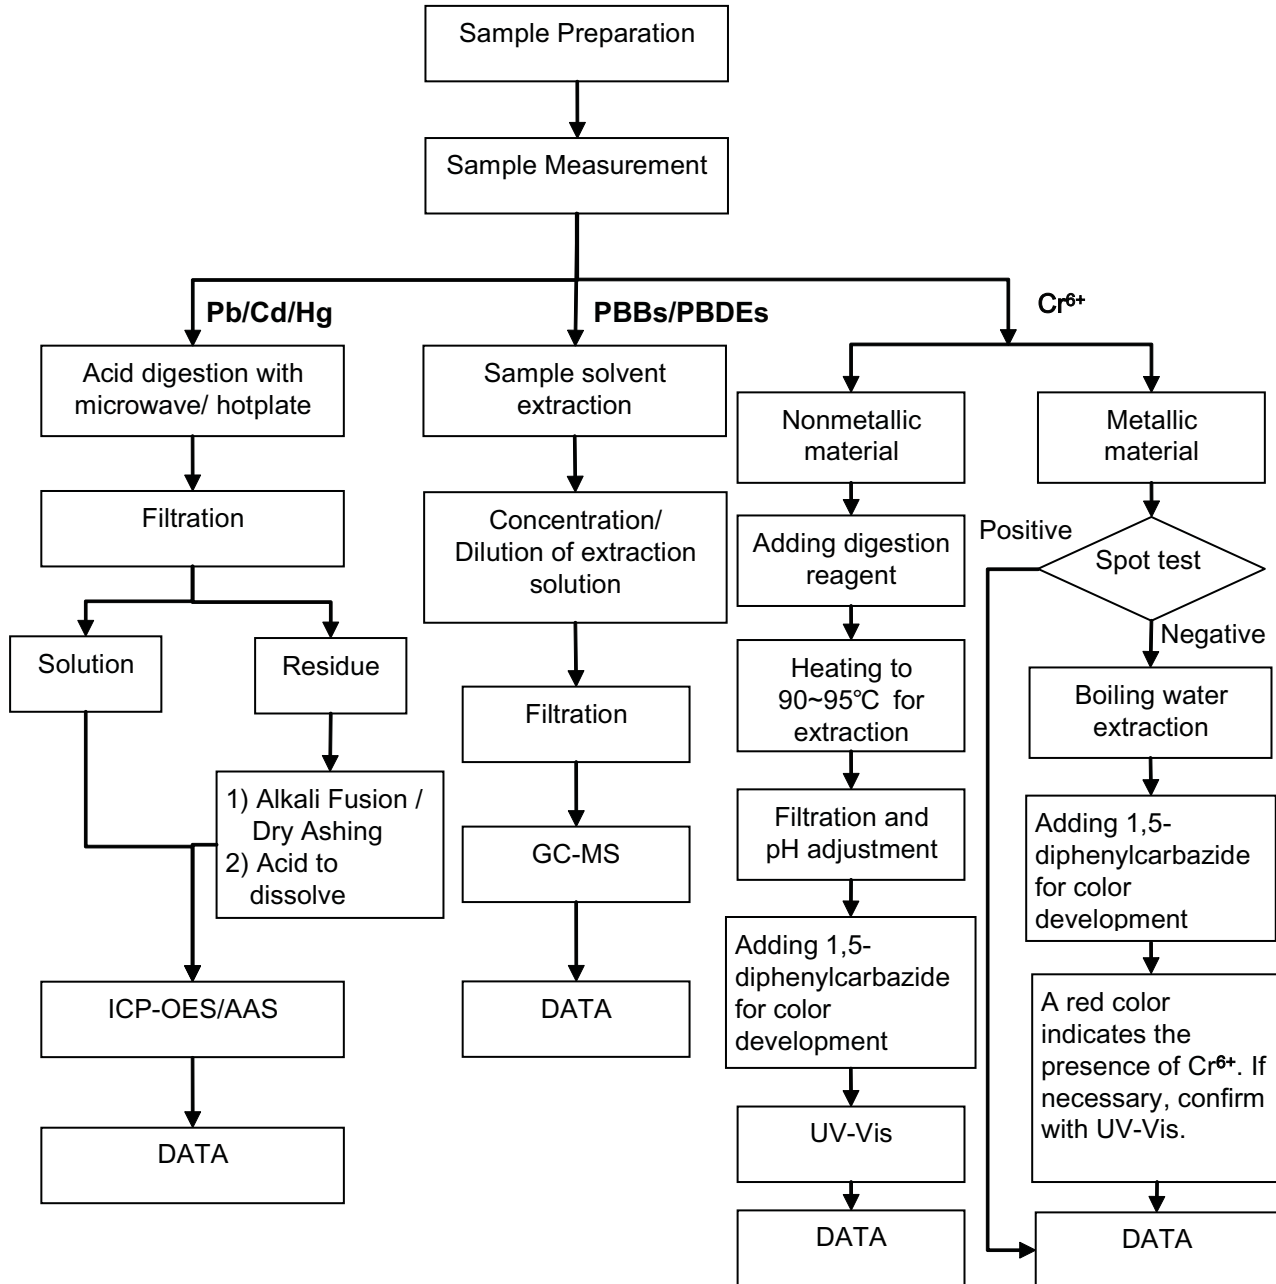 Sample Preparation
Sample Measurement
Pb/Cd/Hg
PBBs/PBDEs
Cr⁶⁺
Acid digestion with
microwave/ hotplate
Filtration
Solution
Residue
1) Alkali Fusion /
Dry Ashing
2) Acid to
dissolve
ICP-OES/AAS
DATA
Sample solvent
extraction
Concentration/
Dilution of extraction
solution
Filtration
GC-MS
DATA
Nonmetallic
material
Adding digestion
reagent
Heating to
90~95℃ for
extraction
Filtration and
pH adjustment
Adding 1,5-
diphenylcarbazide
for color
development
UV-Vis
DATA
Metallic
material
Positive
Spot test
Negative
Boiling water
extraction
Adding 1,5-
diphenylcarbazide
for color
development
A red color
indicates the
presence of Cr⁶⁺. If
necessary, confirm
with UV-Vis.
DATA